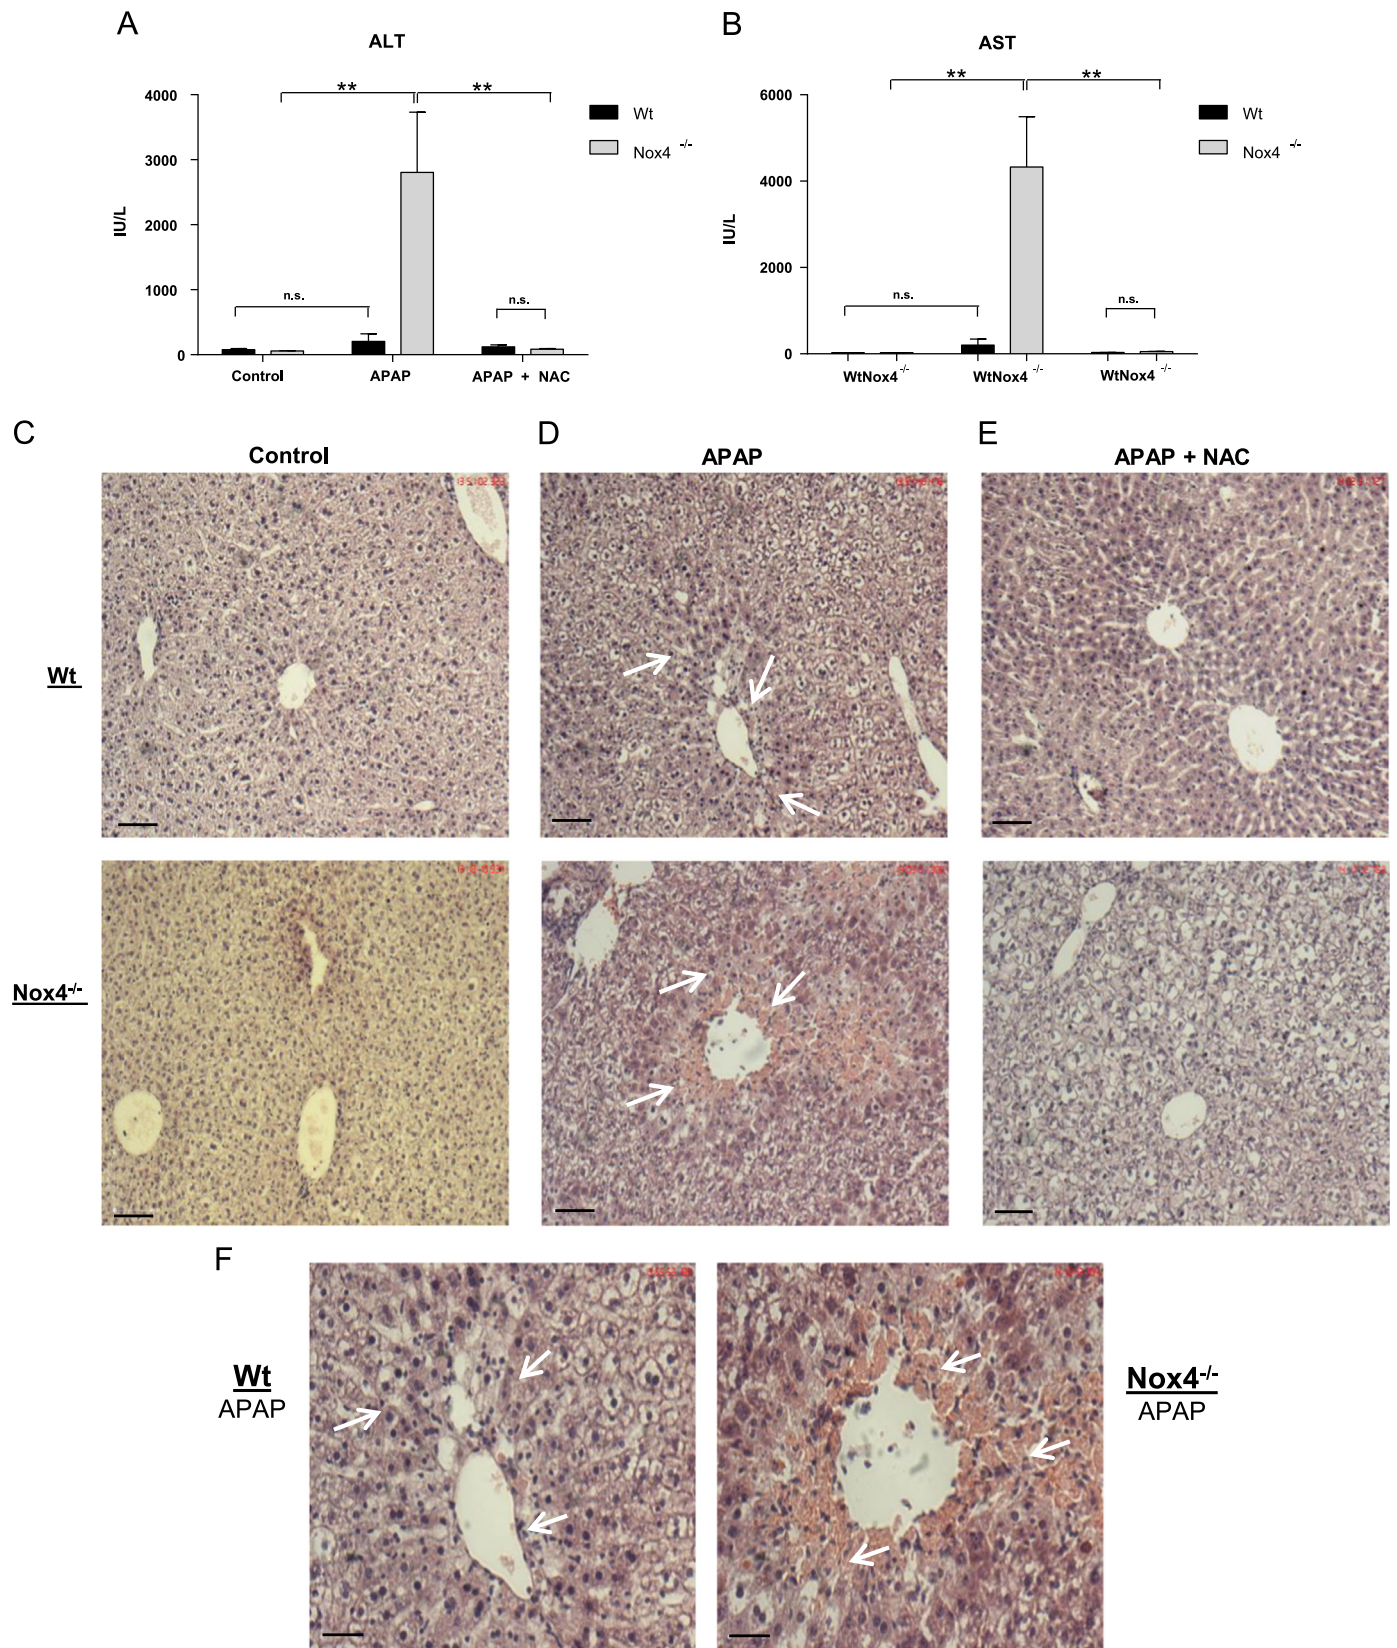 A
ALT
**
**
4000
3000
2000
1000
0
IU/L
n.s.
n.s.
Control
APAP
APAP + NAC
Wt
Nox4 -/-
B
AST
**
**
6000
4000
2000
0
IU/L
n.s.
n.s.
WtNox4-/-
WtNox4-/-
WtNox4-/-
Wt
Nox4 -/-
C
D
E
Control
APAP
APAP + NAC
Wt
Nox4-/-
F
Wt
APAP
Nox4-/-
APAP